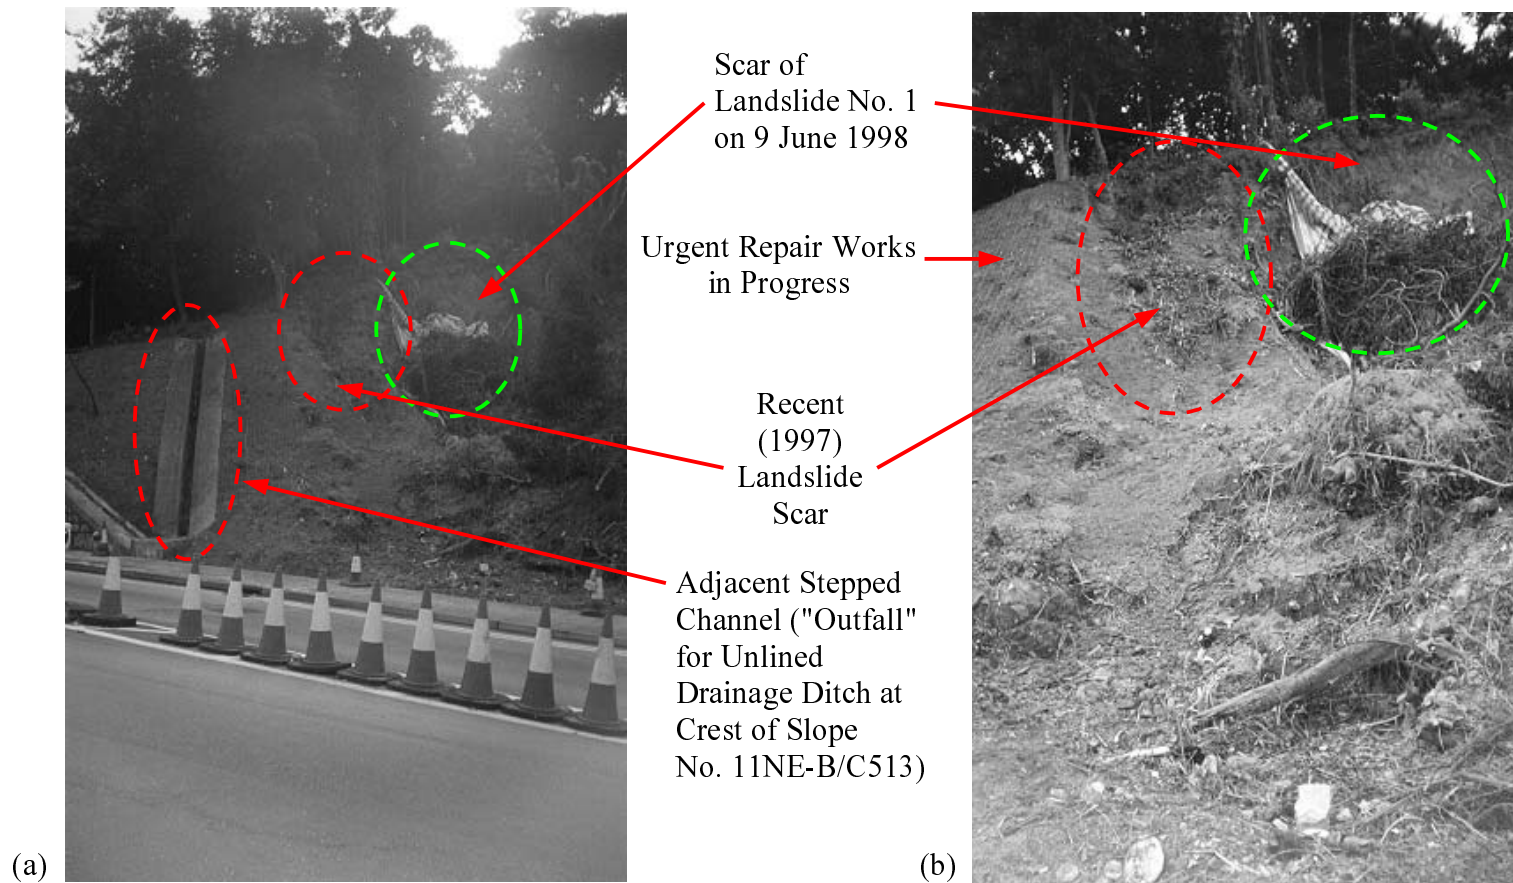 Scar of
Landslide No. 1
on 9 June 1998
Urgent Repair Works
in Progress
Recent
(1997)
Landslide
Scar
Adjacent Stepped
Channel ("Outfall"
for Unlined
Drainage Ditch at
Crest of Slope
No. 11NE-B/C513)
(a)
(b)